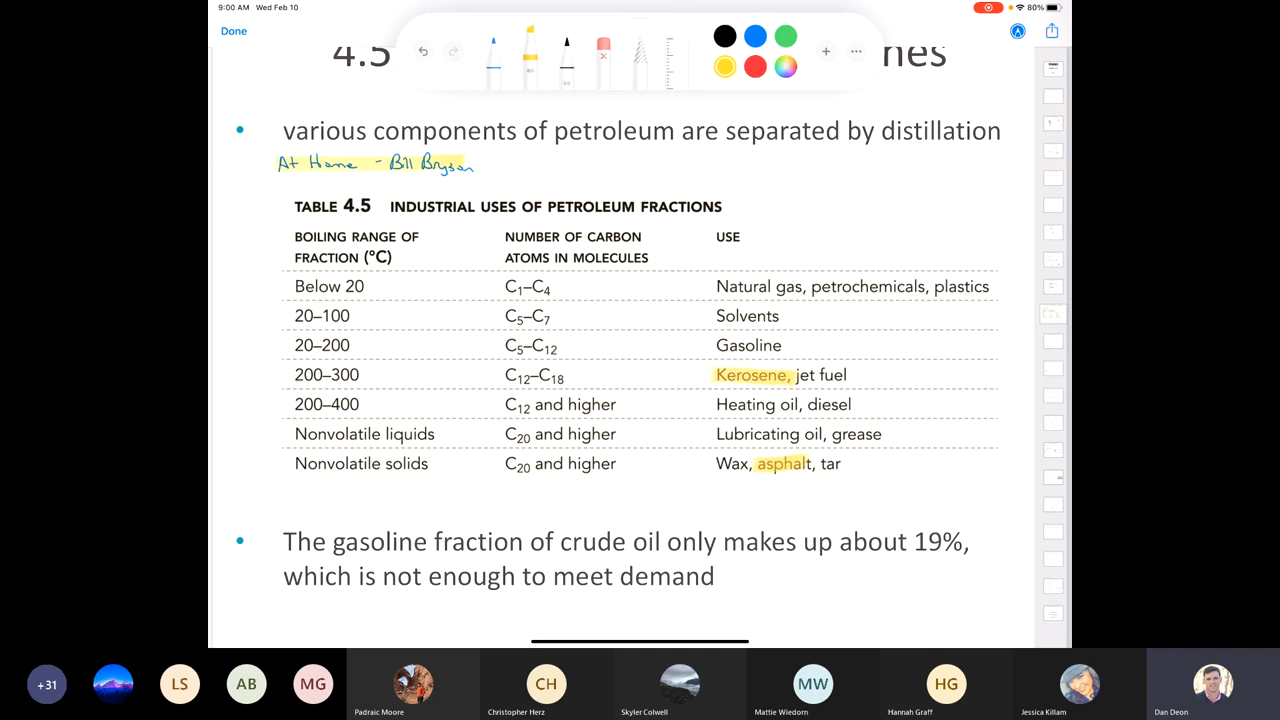 9:00 AM Wed Feb 10
80%
Done
4.5 nes
• various components of petroleum are separated by distillation
At Home - Bill Bryson
TABLE 4.5 INDUSTRIAL USES OF PETROLEUM FRACTIONS
BOILING RANGE OF FRACTION (°C) NUMBER OF CARBON ATOMS IN MOLECULES USE
Below 20 C₁–C₄ Natural gas, petrochemicals, plastics
20–100 C₅–C₇ Solvents
20–200 C₅–C₁₂ Gasoline
200–300 C₁₂–C₁₈ Kerosene, jet fuel
200–400 C₁₂ and higher Heating oil, diesel
Nonvolatile liquids C₂₀ and higher Lubricating oil, grease
Nonvolatile solids C₂₀ and higher Wax, asphalt, tar
• The gasoline fraction of crude oil only makes up about 19%,
which is not enough to meet demand
+31 LS AB MG CH MW HG
Padraic Moore Christopher Herz Skyler Colwell Mattie Wiedorn Hannah Graff Jessica Killam Dan Deon